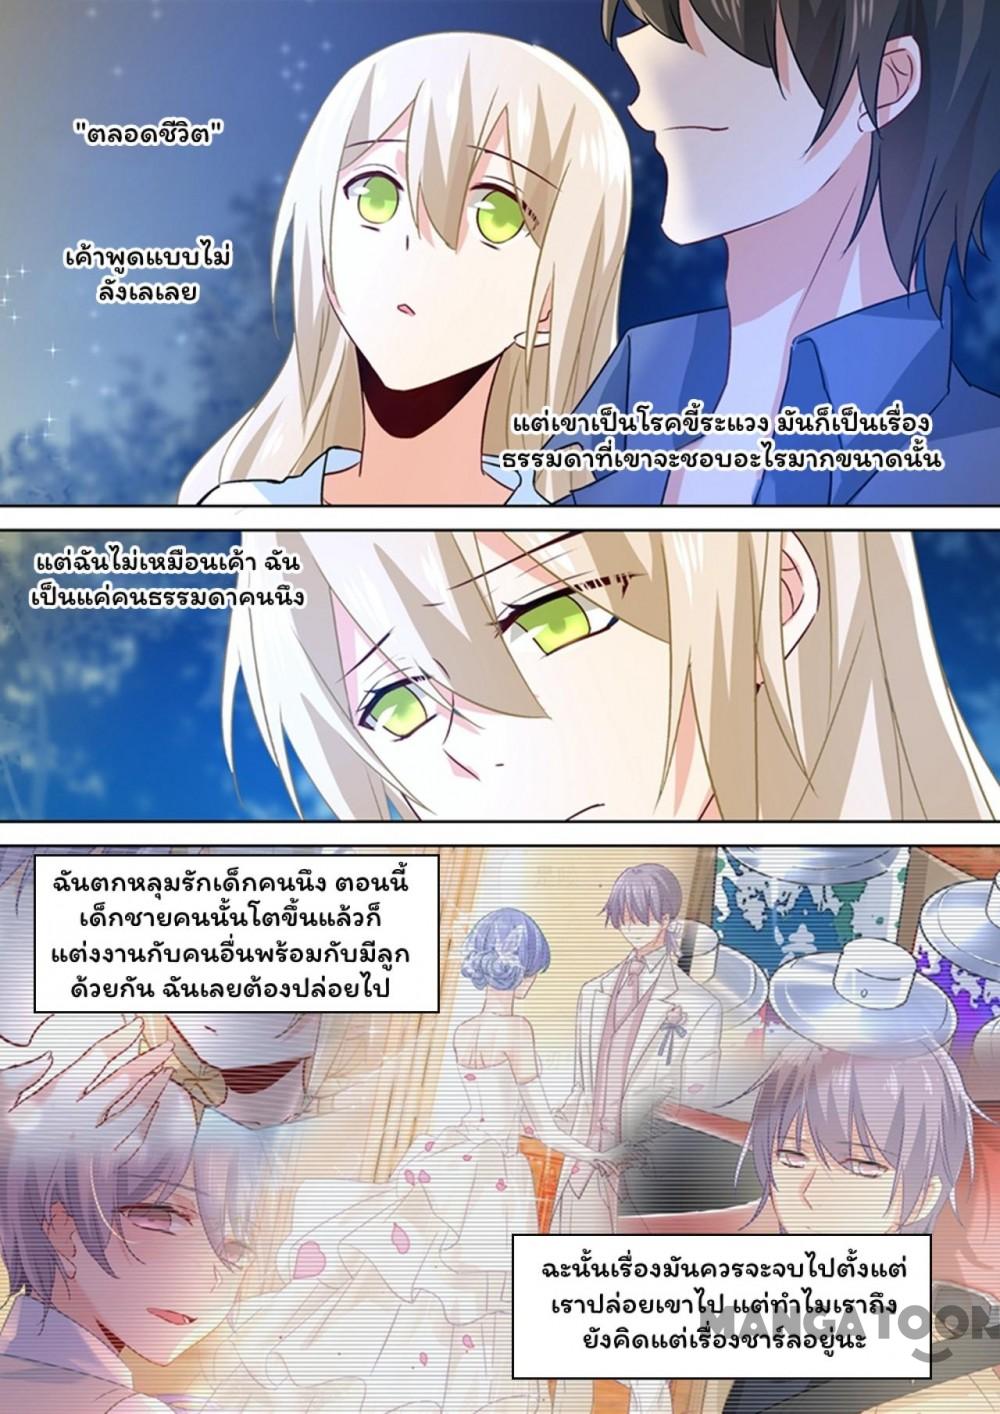 "ตลอดชีวิต"
เค้าพูดแบบไม่
ลังเลเลย
แต่เขาเป็นโรคขี้ระแวง มันก็เป็นเรื่อง
ธรรมดาที่เขาจะชอบอะไรมากขนาดนั้น
แต่ฉันไม่เหมือนเค้า ฉัน
เป็นแค่คนธรรมดาคนนึง
ฉันตกหลุมรักเด็กคนนึง ตอนนี้
เด็กชายคนนั้นโตขึ้นแล้วก็
แต่งงานกับคนอื่นพร้อมกับมีลูก
ด้วยกัน ฉันเลยต้องปล่อยไป
ฉะนั้นเรื่องมันควรจะจบไปตั้งแต่
เราปล่อยเขาไป แต่ทำไมเราถึง
ยังคิดแต่เรื่องชาร์ลอยู่นะ
MANGATOON